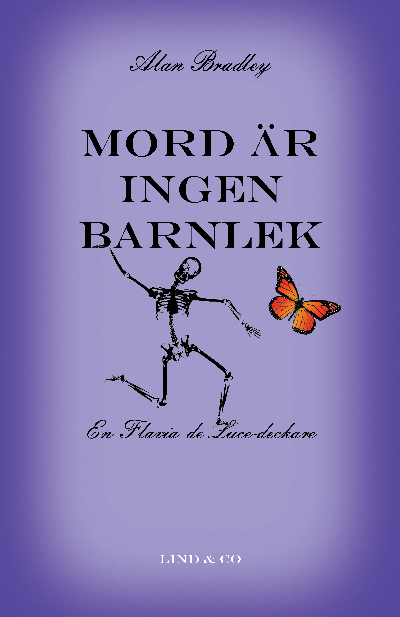 Alan Bradley
MORD ÄR
INGEN
BARNLEK
En Flavia de Luce-deckare
LIND & CO